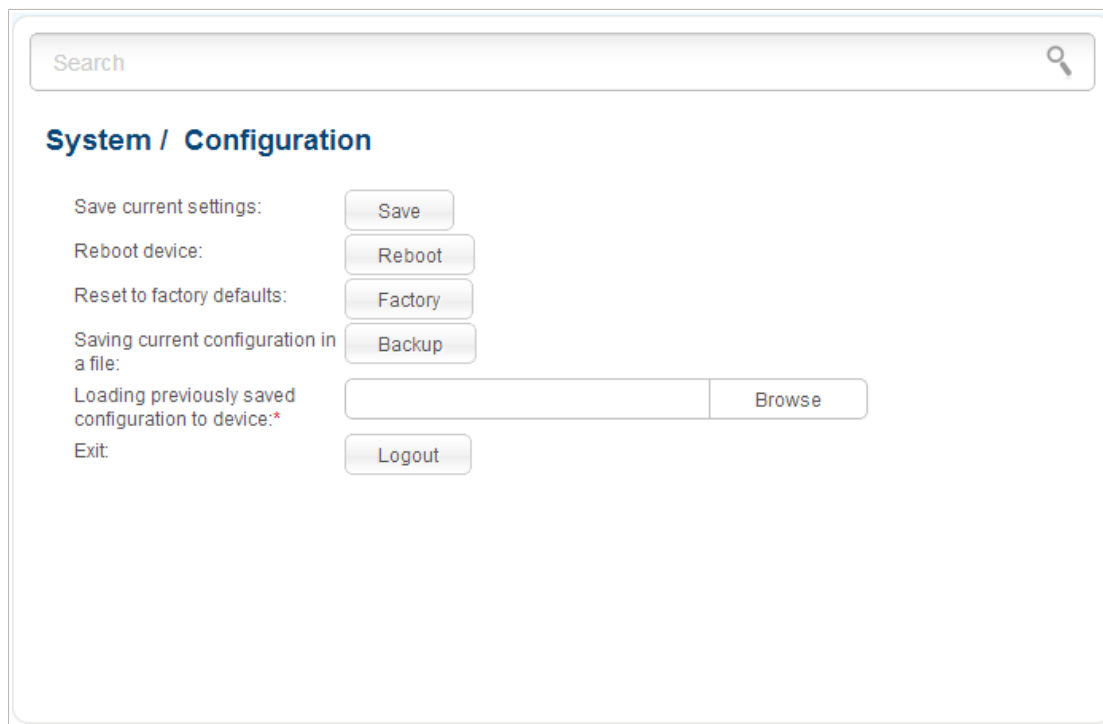 Search
System / Configuration
Save current settings:
Save
Reboot device:
Reboot
Reset to factory defaults:
Factory
Saving current configuration in
a file:
Backup
Loading previously saved
configuration to device:*
Browse
Exit:
Logout